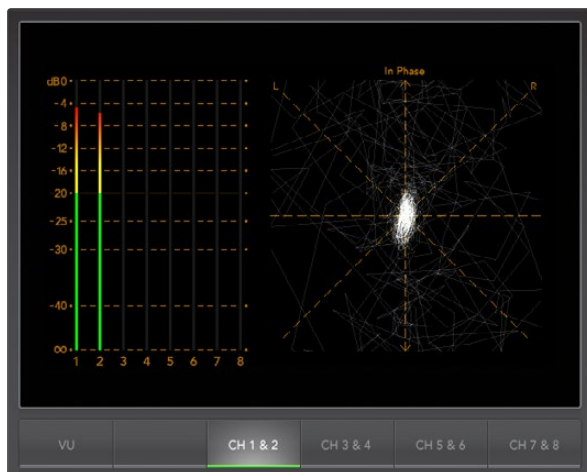 In Phase
dB0
-4
-8
-12
-16
-20
-25
-30
-40
∞
1 2 3 4 5 6 7 8
L
R
VU
CH 1 & 2
CH 3 & 4
CH 5 & 6
CH 7 & 8